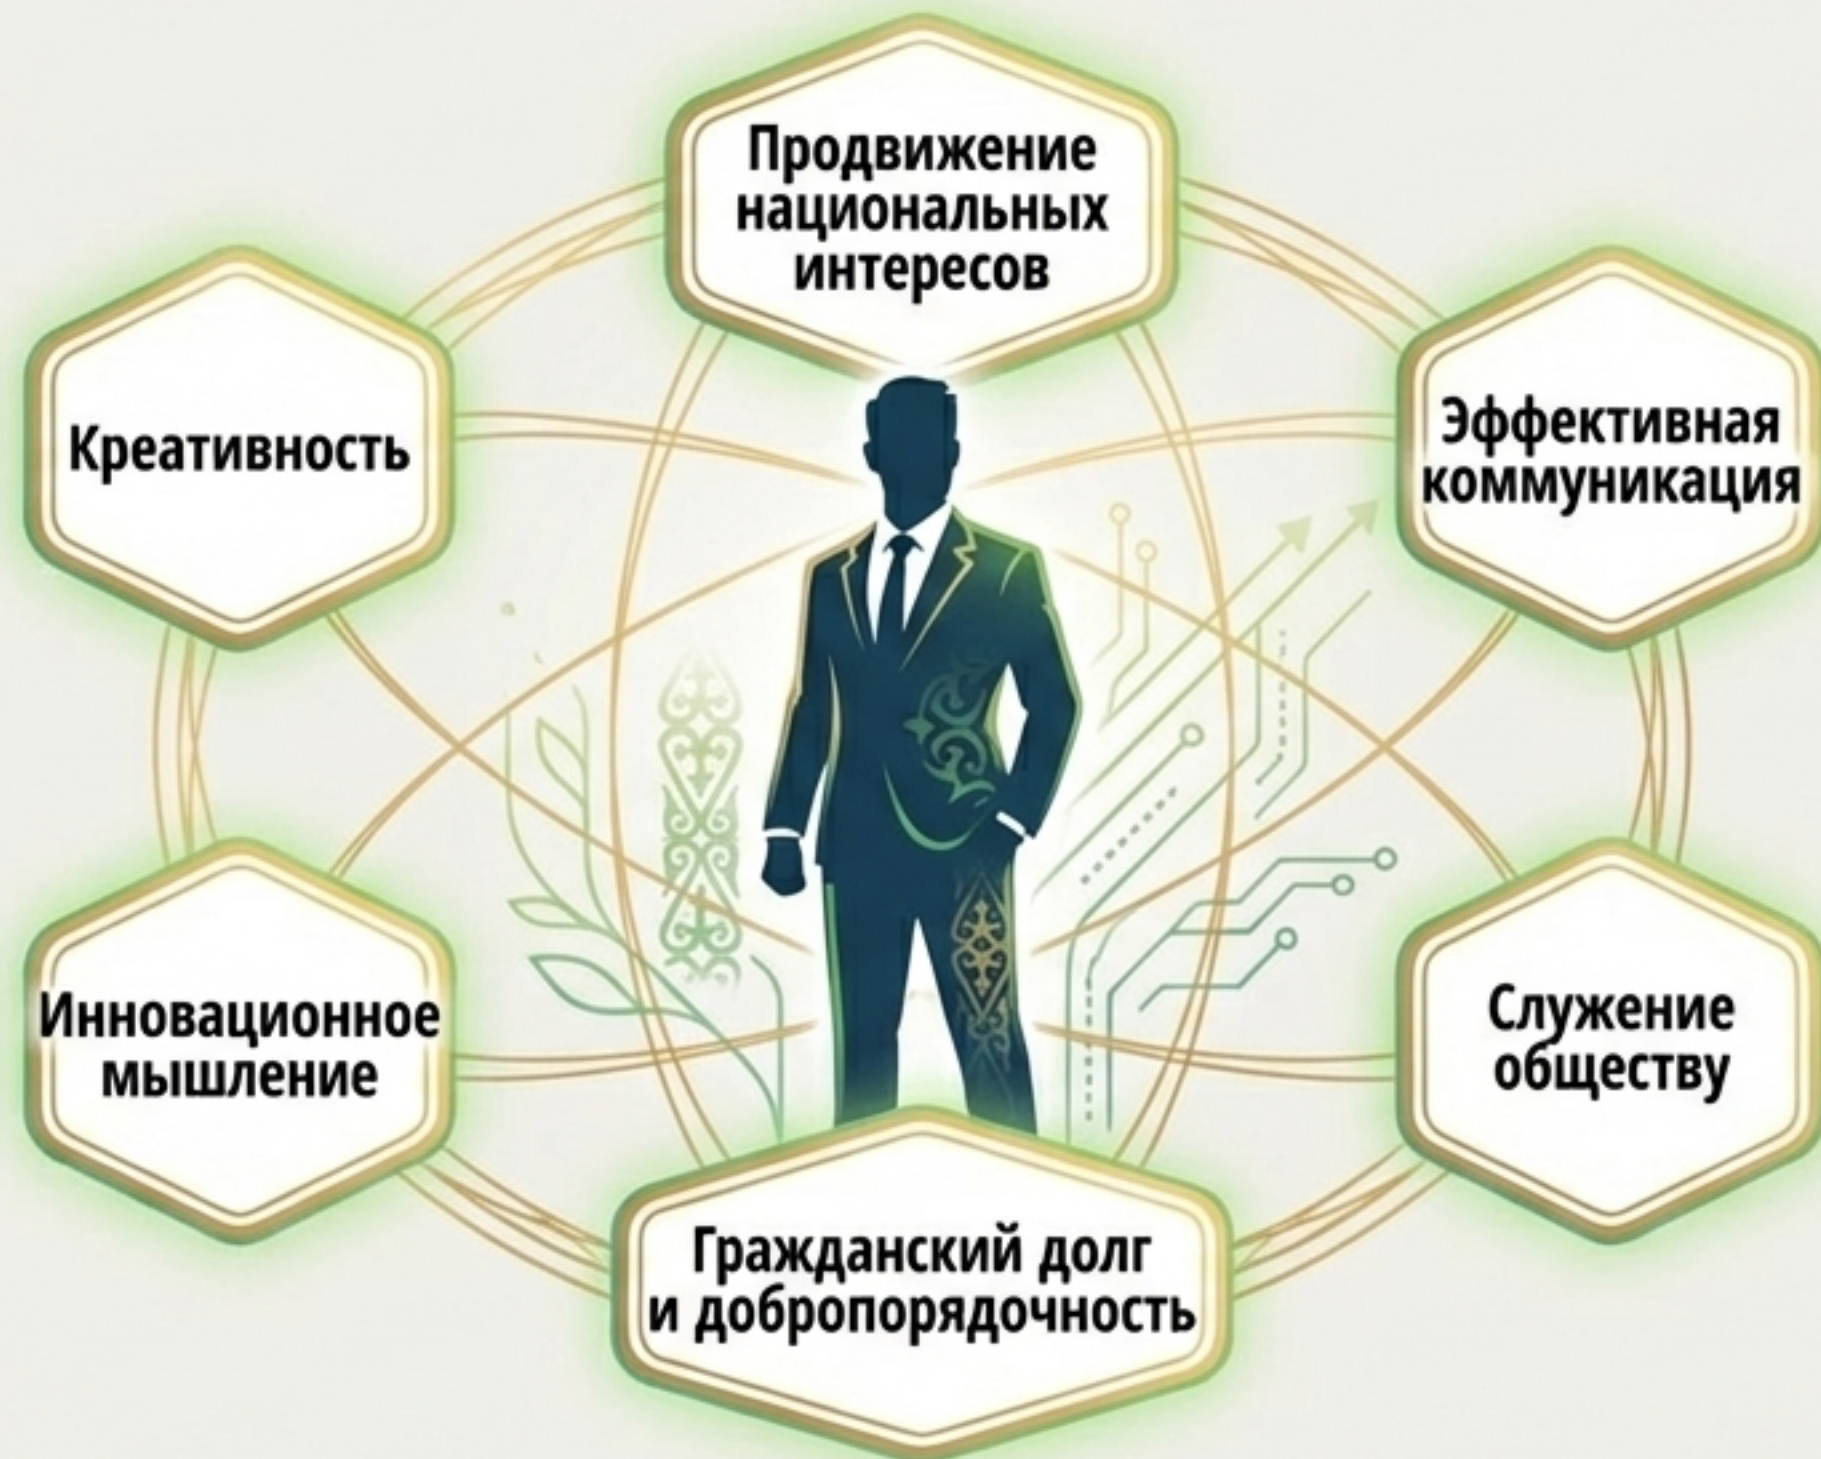 Продвижение
национальных
интересов
Креативность
Эффективная
коммуникация
Инновационное
мышление
Служение
обществу
Гражданский долг
и добропорядочность